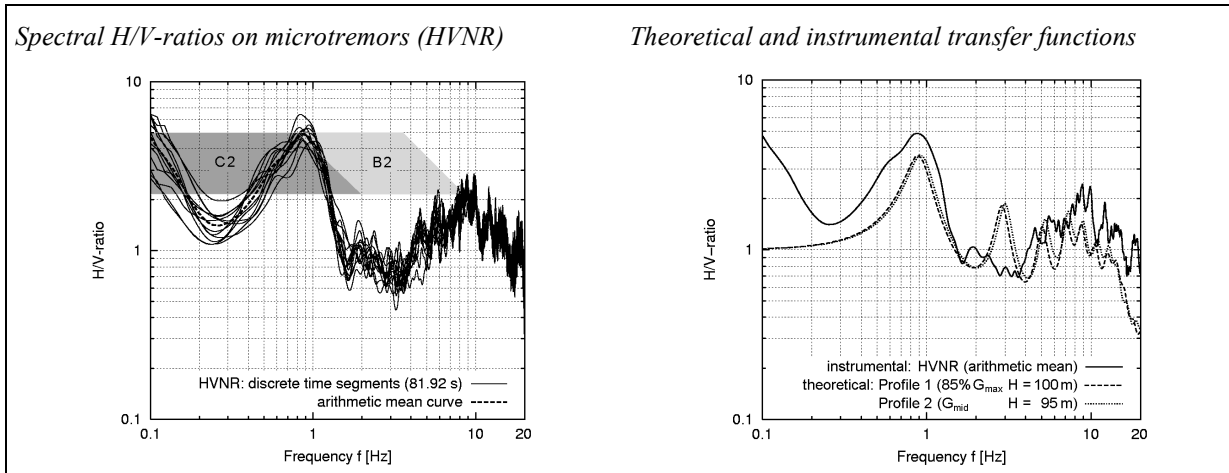 Spectral H/V-ratios on microtremors (HVNR)
10
C2
B2
H/V-ratio
1
HVNR: discrete time segments (81.92 s)
arithmetic mean curve
0.1
0.1
1
10
20
Frequency f [Hz]
Theoretical and instrumental transfer functions
10
H/V-ratio
1
instrumental: HVNR (arithmetic mean)
theoretical: Profile 1 (85% Gmax H = 100 m)
Profile 2 (Gmid H = 95 m)
0.1
0.1
1
10
20
Frequency f [Hz]